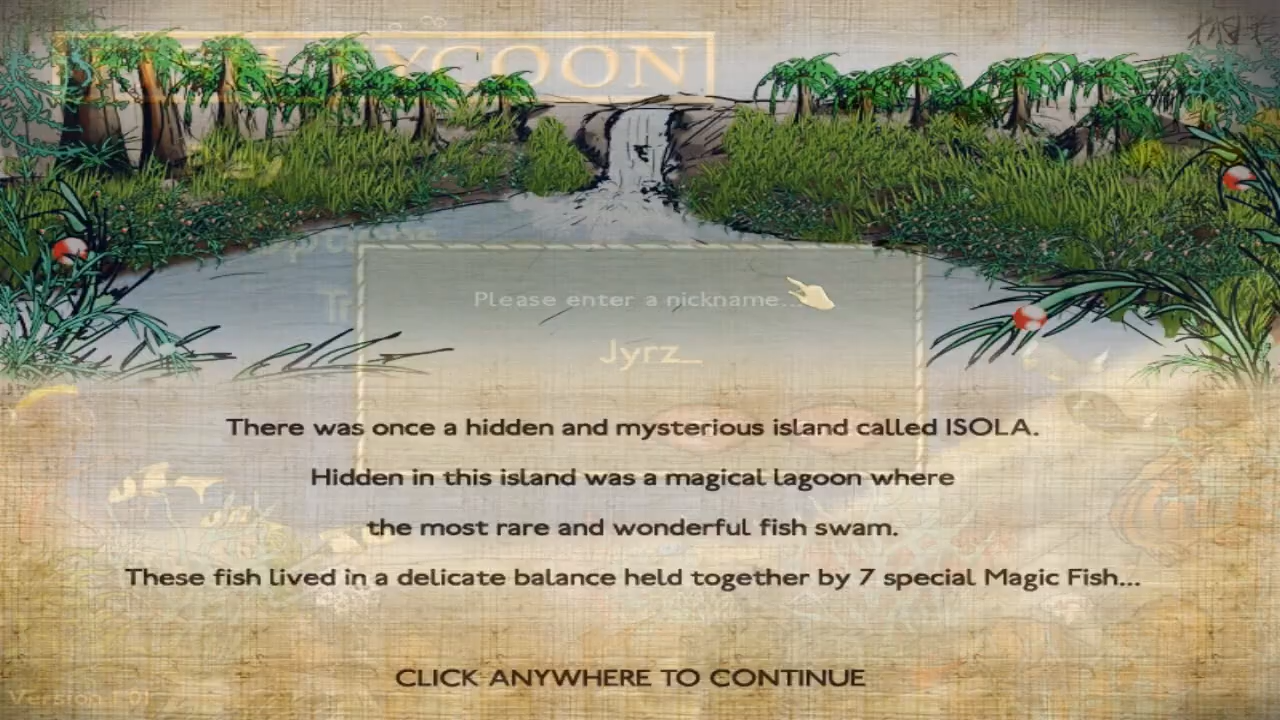 TYCOON
Please enter a nickname...
Jyrz_
There was once a hidden and mysterious island called ISOLA.
Hidden in this island was a magical lagoon where
the most rare and wonderful fish swam.
These fish lived in a delicate balance held together by 7 special Magic Fish...
CLICK ANYWHERE TO CONTINUE
Version